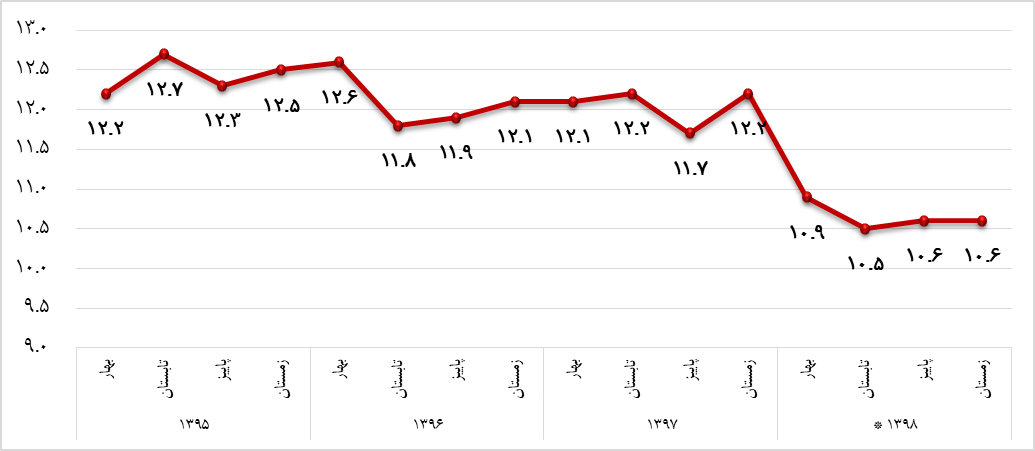 ۱۳.۰
۱۲.۵
۱۲.۰
۱۱.۵
۱۱.۰
۱۰.۵
۱۰.۰
۹.۵
۹.۰
۱۲.۲
۱۲.۷
۱۲.۳
۱۲.۵
۱۲.۶
۱۱.۸
۱۱.۹
۱۲.۱
۱۲.۱
۱۲.۲
۱۱.۷
۱۲.۲
۱۰.۹
۱۰.۵
۱۰.۶
۱۰.۶
بهار
تابستان
پاییز
زمستان
بهار
تابستان
پاییز
زمستان
بهار
تابستان
پاییز
زمستان
بهار
تابستان
پاییز
زمستان
۱۳۹۵
۱۳۹۶
۱۳۹۷
۱۳۹۸ *